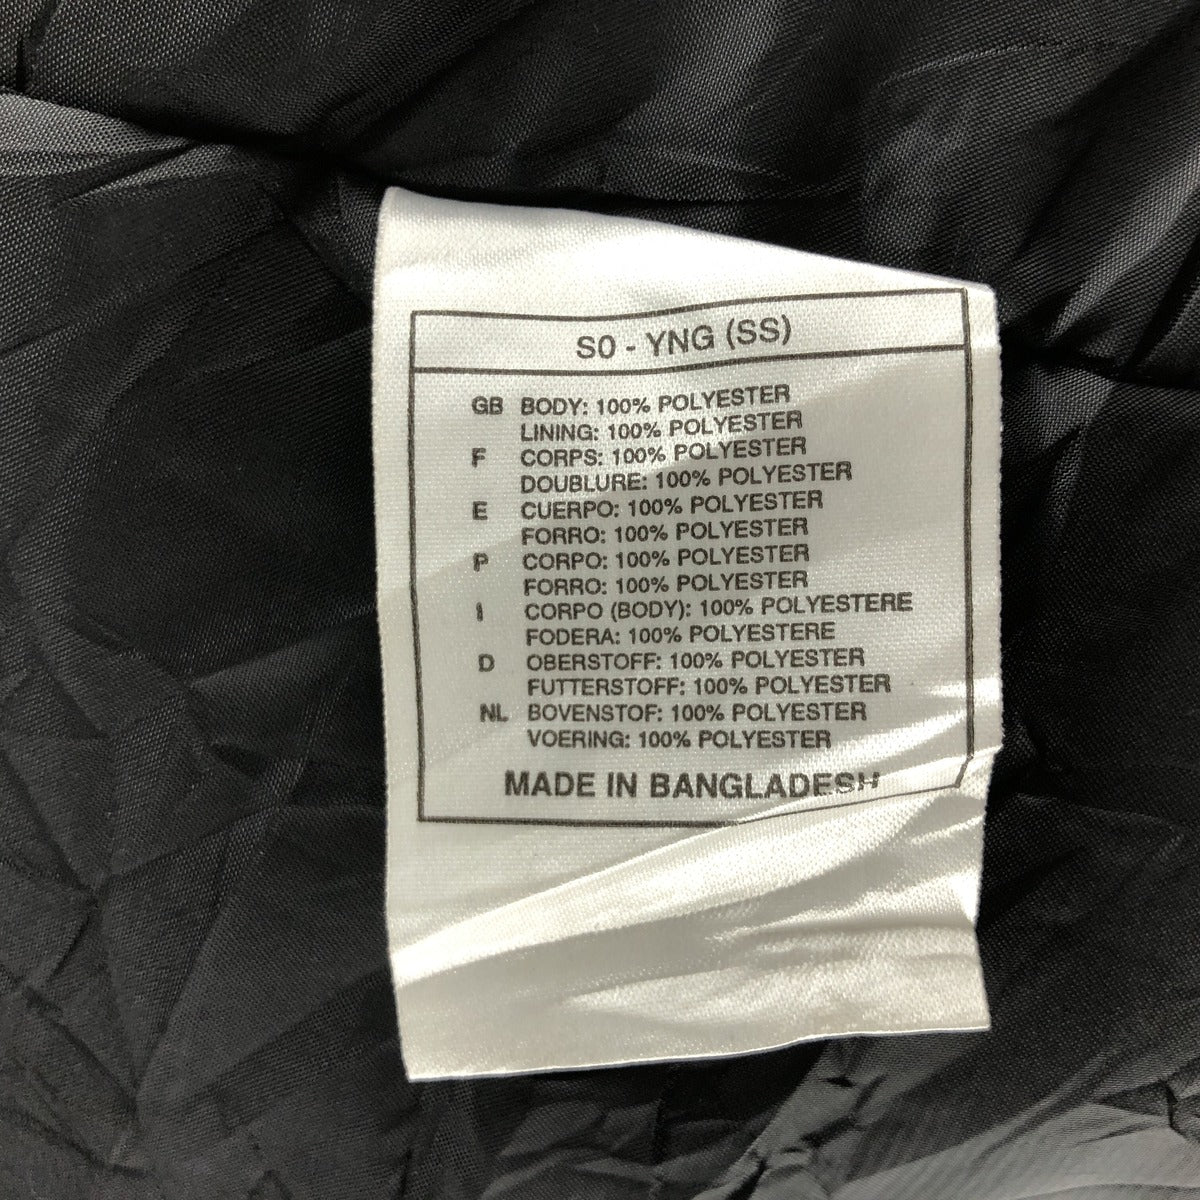 S0 - YNG (SS)
GB BODY: 100% POLYESTER
LINING: 100% POLYESTER
F CORPS: 100% POLYESTER
DOUBLURE: 100% POLYESTER
E CUERPO: 100% POLYESTER
FORRO: 100% POLYESTER
P CORPO: 100% POLYESTER
FORRO: 100% POLYESTER
I CORPO (BODY): 100% POLYESTERE
FODERA: 100% POLYESTERE
D OBERSTOFF: 100% POLYESTER
FUTTERSTOFF: 100% POLYESTER
NL BOVENSTOF: 100% POLYESTER
VOERING: 100% POLYESTER
MADE IN BANGLADESH